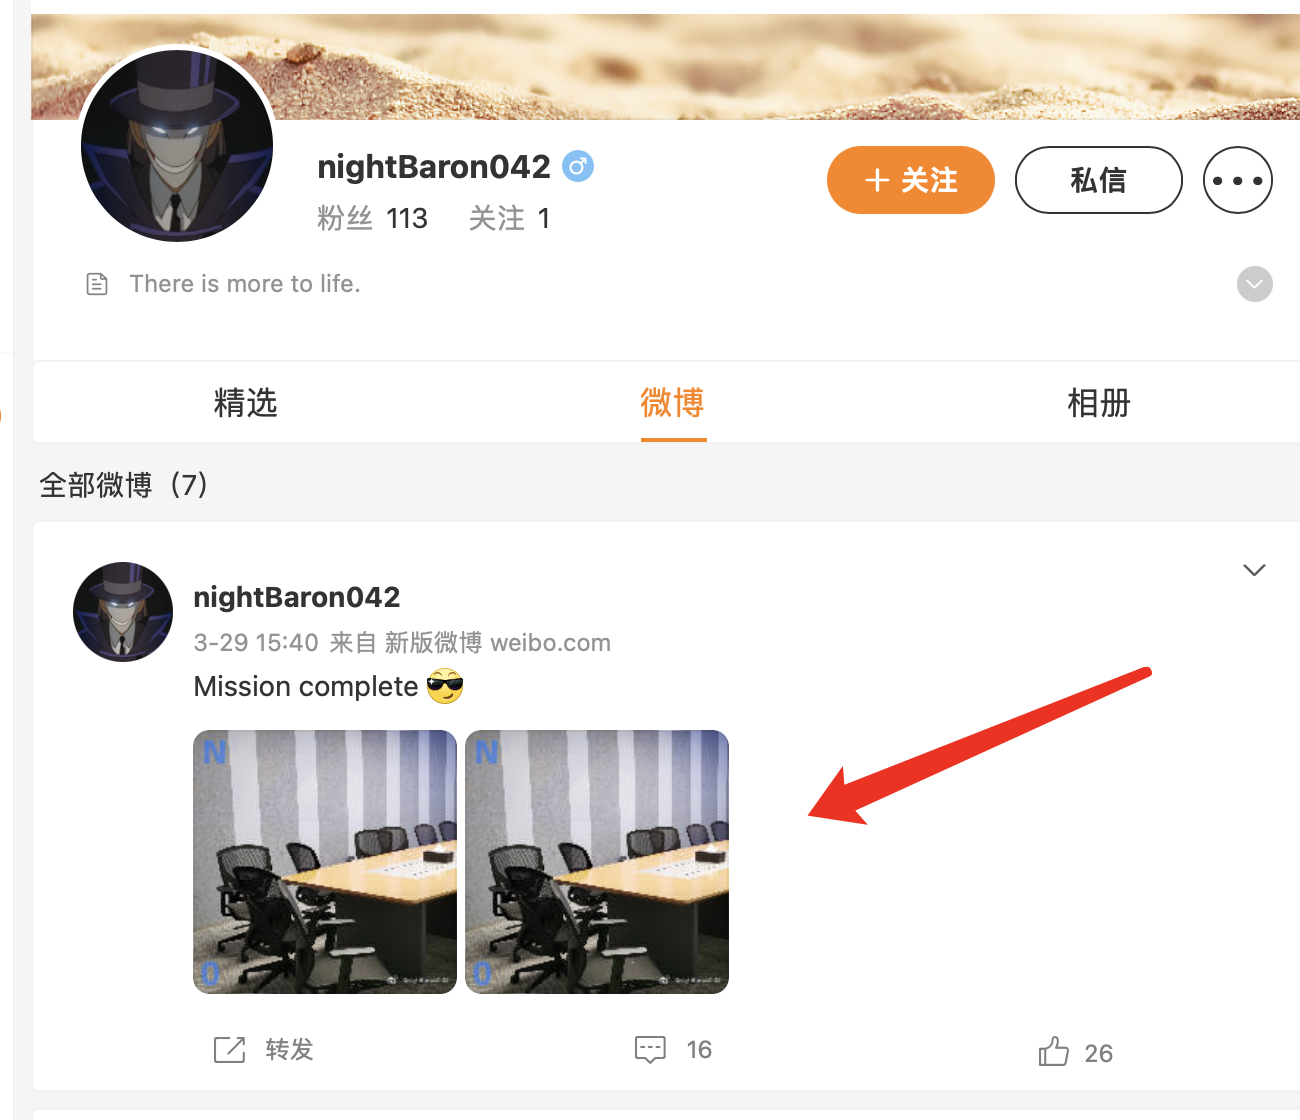 nightBaron042
粉丝 113 关注 1
+ 关注
私信
There is more to life.
精选
微博
相册
全部微博（7）
nightBaron042
3-29 15:40 来自 新版微博 weibo.com
Mission complete
N
0
N
0
转发
16
26